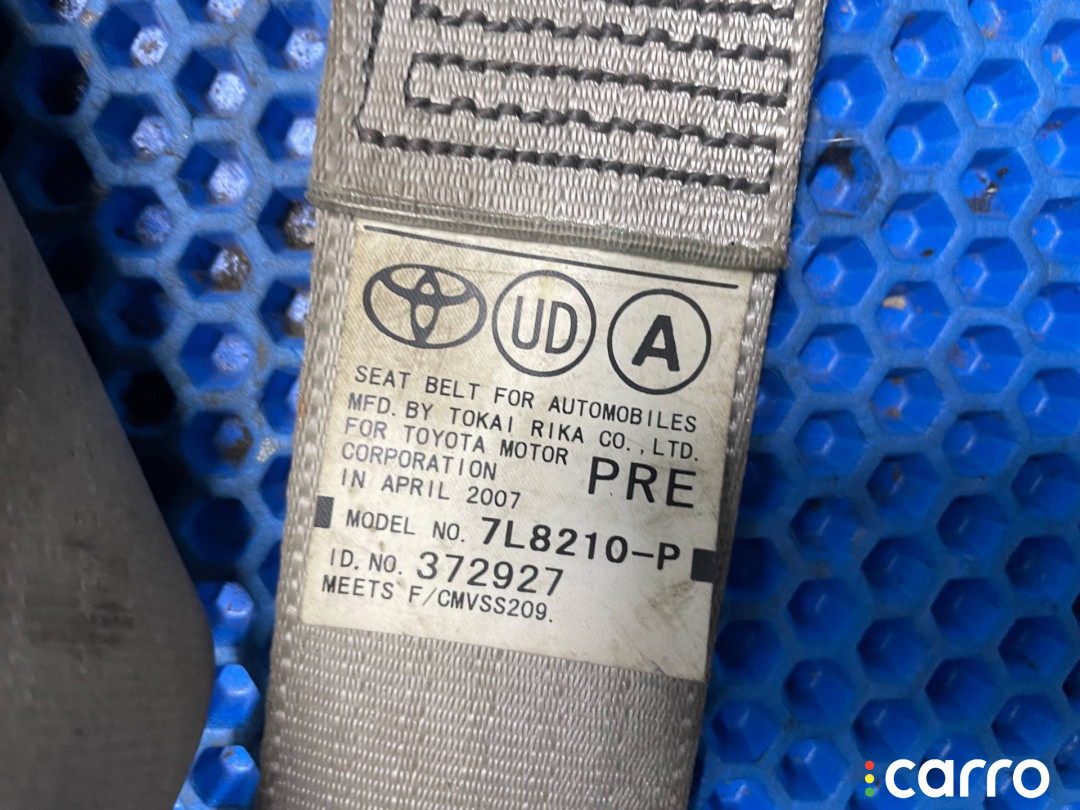 UD
A
SEAT BELT FOR AUTOMOBILES
MFD. BY TOKAI RIKA CO., LTD.
FOR TOYOTA MOTOR
CORPORATION
PRE
IN APRIL 2007
MODEL NO. 7L8210-P
ID. NO. 372927
MEETS F/CMVSS209.
carro